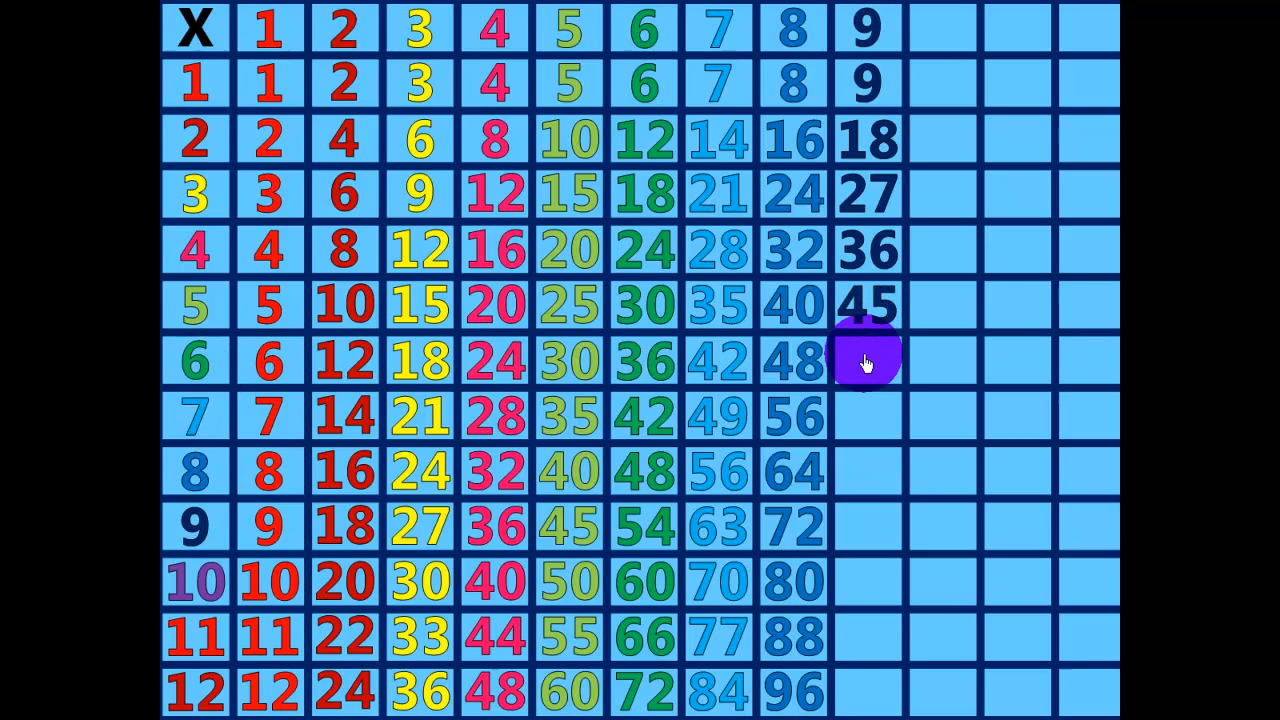 X 1 2 3 4 5 6 7 8 9
1 1 2 3 4 5 6 7 8 9
2 2 4 6 8 10 12 14 16 18
3 3 6 9 12 15 18 21 24 27
4 4 8 12 16 20 24 28 32 36
5 5 10 15 20 25 30 35 40 45
6 6 12 18 24 30 36 42 48
7 7 14 21 28 35 42 49 56
8 8 16 24 32 40 48 56 64
9 9 18 27 36 45 54 63 72
10 10 20 30 40 50 60 70 80
11 11 22 33 44 55 66 77 88
12 12 24 36 48 60 72 84 96